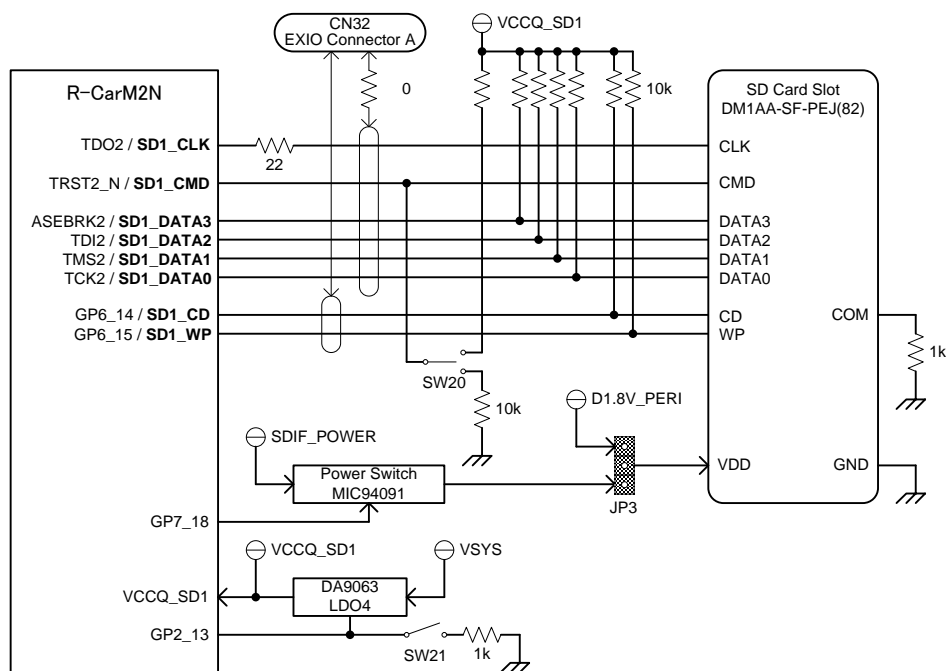 CN32
EXIO Connector A
VCCQ_SD1
0
10k
R-CarM2N
SD Card Slot
DM1AA-SF-PEJ(82)
TDO2 / SD1_CLK
22
CLK
TRST2_N / SD1_CMD
CMD
ASEBRK2 / SD1_DATA3
DATA3
TDI2 / SD1_DATA2
DATA2
TMS2 / SD1_DATA1
DATA1
TCK2 / SD1_DATA0
DATA0
GP6_14 / SD1_CD
CD
COM
GP6_15 / SD1_WP
WP
1k
SW20
10k
D1.8V_PERI
SDIF_POWER
Power Switch
MIC94091
VDD
GND
JP3
GP7_18
VCCQ_SD1
VSYS
VCCQ_SD1
DA9063
LDO4
GP2_13
SW21
1k